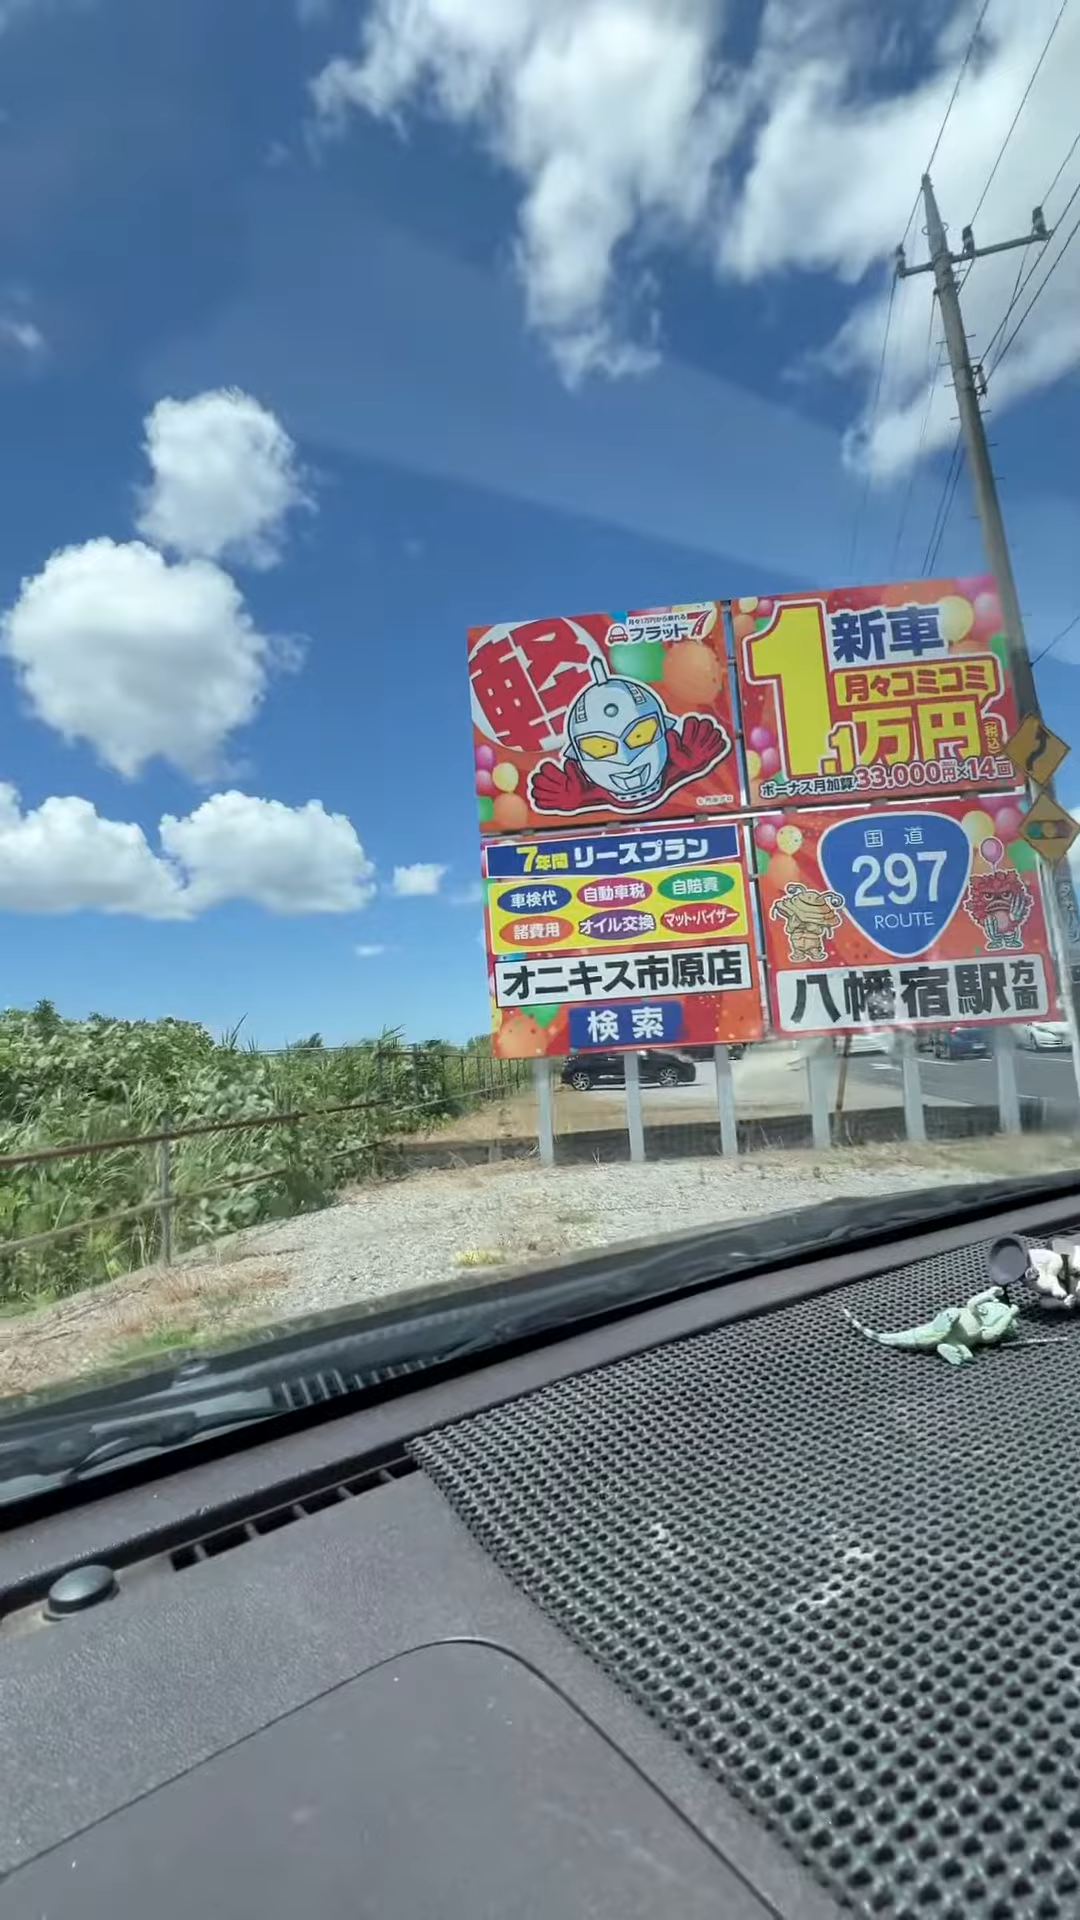 軽
月々1万円から乗れる
フラット7
新車
月々コミコミ
1.1万円(税込)
ボーナス月加算33,000円×14回
7年間リースプラン
車検代 自動車税 自賠責
諸費用 オイル交換 マット・バイザー
オニキス市原店
検索
国道
297
ROUTE
八幡宿駅方面